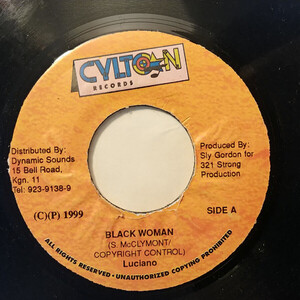 CYLTON
RECORDS
Distributed By:
Dynamic Sounds
15 Bell Road,
Kgn. 11
Tel: 923-9138-9
Produced By:
Sly Gordon for
321 Strong
Production
(C)(P) 1999
SIDE A
BLACK WOMAN
(S. McCLYMONT/
COPYRIGHT CONTROL)
Luciano
ALL RIGHTS RESERVED • UNAUTHORIZED COPYING PROHIBITED